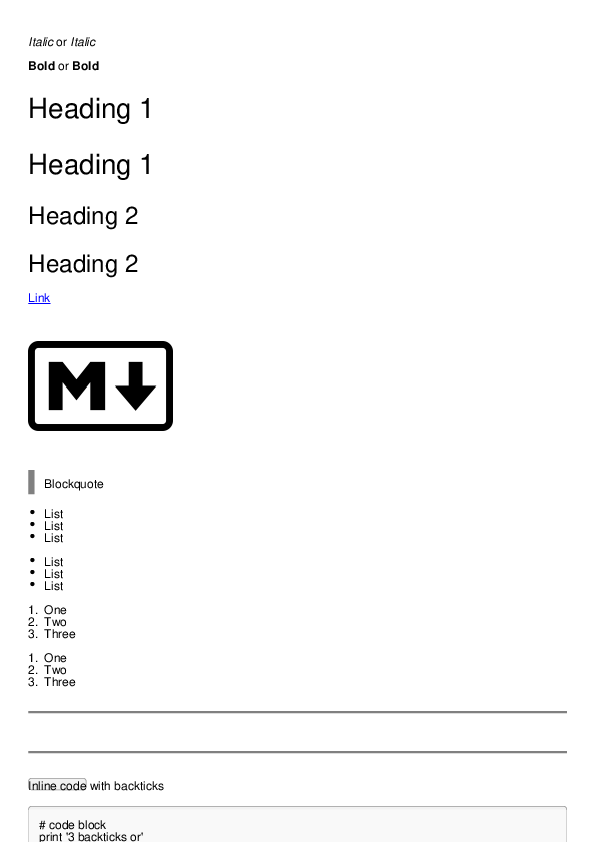 Italic or Italic
Bold or Bold
Heading 1
Heading 1
Heading 2
Heading 2
Link
M
Blockquote
• List
• List
• List
• List
• List
• List
1. One
2. Two
3. Three
1. One
2. Two
3. Three
Inline code with backticks
# code block
print '3 backticks or'